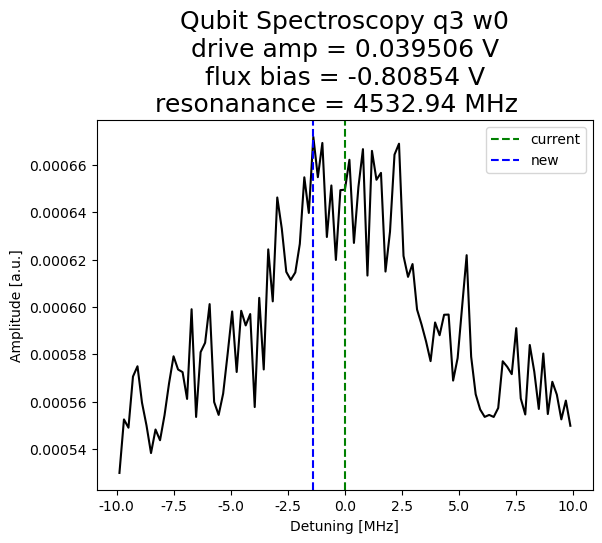 Qubit Spectroscopy q3 w0
drive amp = 0.039506 V
flux bias = -0.80854 V
resonanance = 4532.94 MHz
current
new
0.00066
0.00064
0.00062
0.00060
0.00058
0.00056
0.00054
Amplitude [a.u.]
-10.0
-7.5
-5.0
-2.5
0.0
2.5
5.0
7.5
10.0
Detuning [MHz]